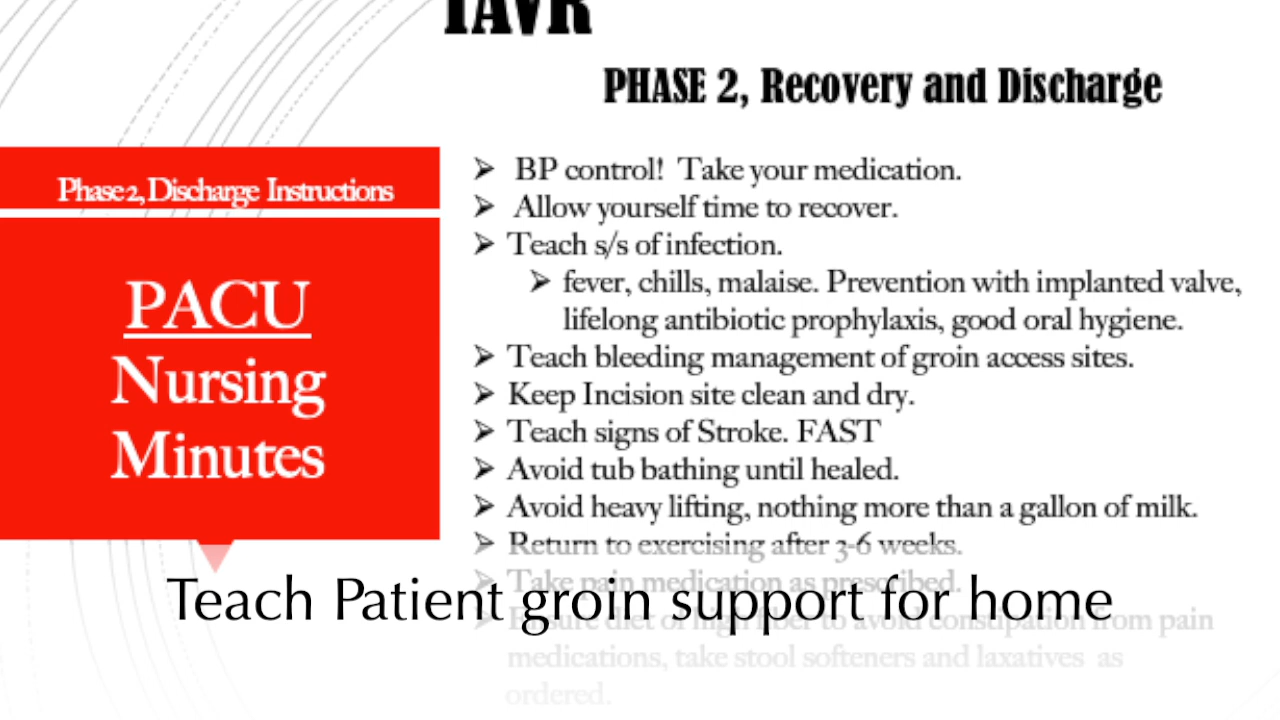 TAVR
PHASE 2, Recovery and Discharge
Phase 2, Discharge Instructions
PACU
Nursing
Minutes
➢ BP control! Take your medication.
➢ Allow yourself time to recover.
➢ Teach s/s of infection.
➢ fever, chills, malaise. Prevention with implanted valve,
lifelong antibiotic prophylaxis, good oral hygiene.
➢ Teach bleeding management of groin access sites.
➢ Keep Incision site clean and dry.
➢ Teach signs of Stroke. FAST
➢ Avoid tub bathing until healed.
➢ Avoid heavy lifting, nothing more than a gallon of milk.
➢ Return to exercising after 3-6 weeks.
➢ Take pain medication as prescribed.
➢ Ensure diet of high fiber to avoid constipation from pain
medications, take stool softeners and laxatives as
ordered.
Teach Patient groin support for home